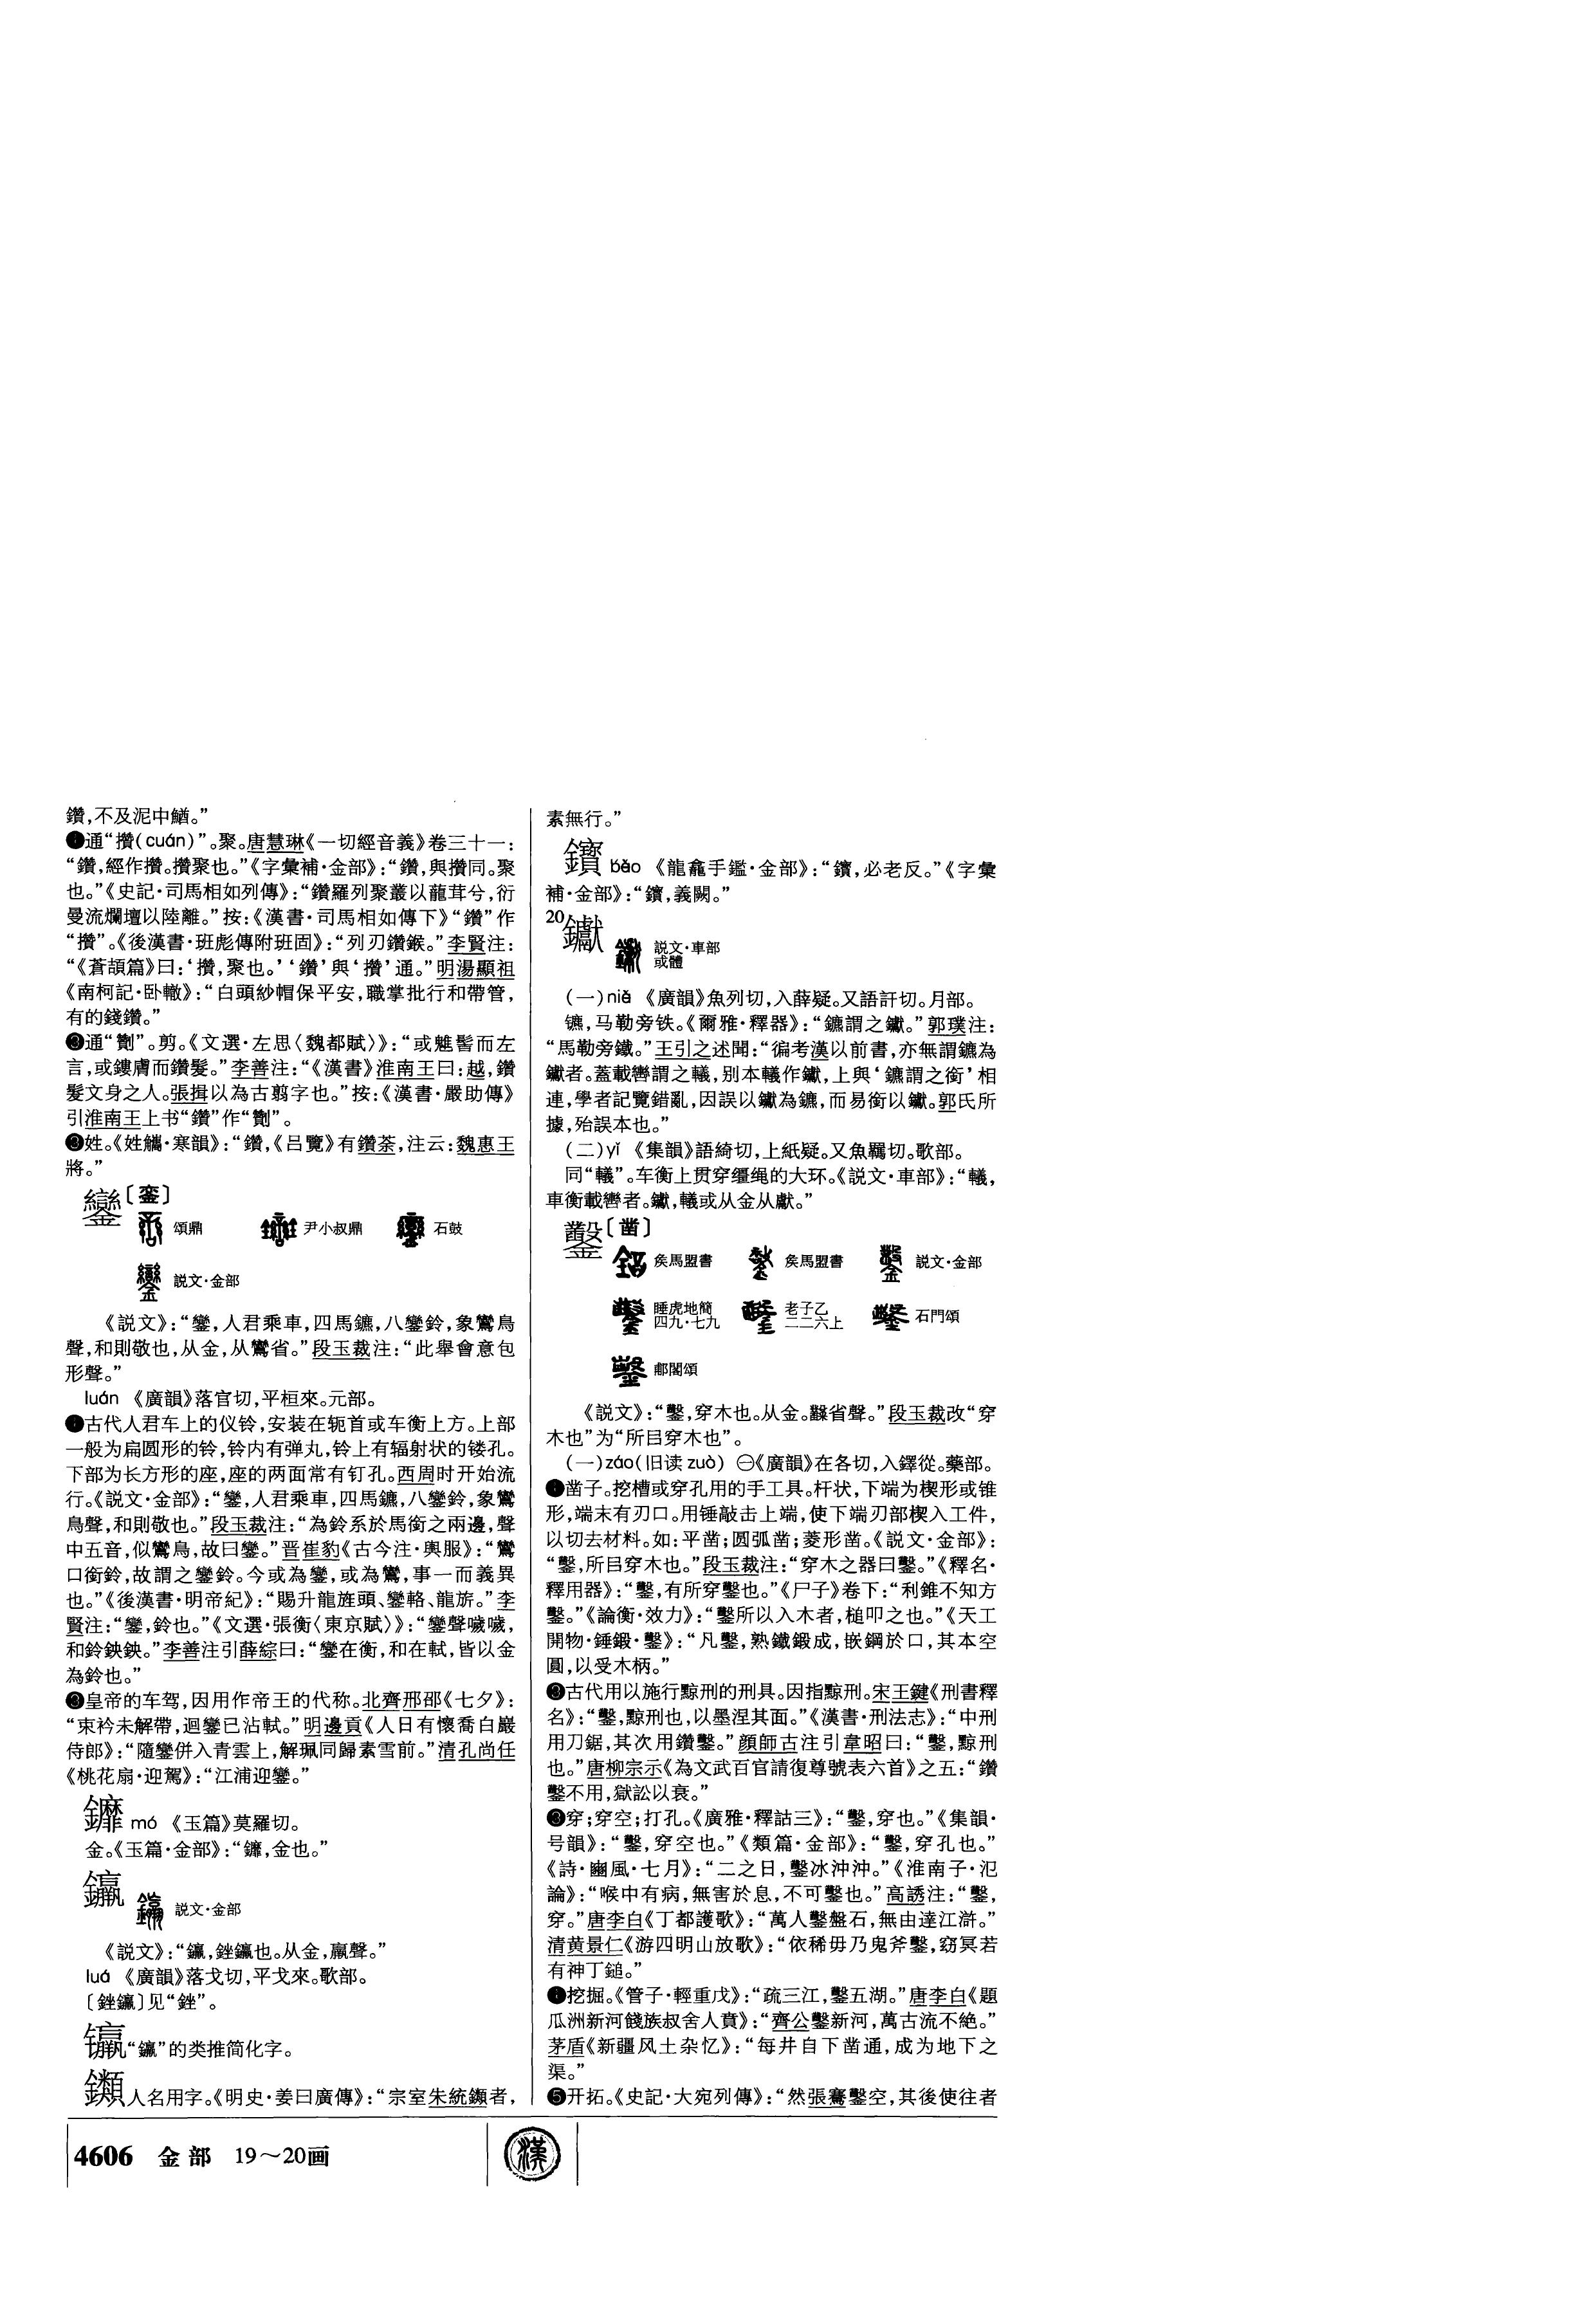 鑽，不及泥中鰌。”
❶通“攢(cuán)”。聚。唐慧琳《一切經音義》卷三十一：
“鑽，經作攢。攢聚也。”《字彙補·金部》：“鑽，與攢同。聚
也。”《史記·司馬相如列傳》：“鑽羅列聚叢以蘢茸兮，衍
曼流爛壇以陸離。”按：《漢書·司馬相如傳下》“鑽”作
“攢”。《後漢書·班彪傳附班固》：“列刃鑽鍭。”李賢注：
“《蒼頡篇》曰：‘攢，聚也。’‘鑽’與‘攢’通。”明湯顯祖
《南柯記·卧轍》：“白頭紗帽保平安，職掌批行和帶管，
有的錢鑽。”
通“劗”。剪。《文選·左思〈魏都賦〉》：“或魋髻而左
言，或鏤膚而鑽髮。”李善注：“《漢書》淮南王曰：越，鑽
髮文身之人。張揖以為古翦字也。”按：《漢書·嚴助傳》
引淮南王上书“鑽”作“劗”。
❸姓。《姓觿·寒韻》：“鑽，《吕覽》有鑽荼，注云：魏惠王
將。”
鑾〔銮〕
頌鼎 尹小叔鼎 石鼓
説文·金部
《説文》：“鑾，人君乘車，四馬鑣，八鑾鈴，象鸞鳥
聲，和則敬也，从金，从鸞省。”段玉裁注：“此舉會意包
形聲。”
luán 《廣韻》落官切，平桓來。元部。
❶古代人君车上的仪铃，安装在轭首或车衡上方。上部
一般为扁圆形的铃，铃内有弹丸，铃上有辐射状的镂孔。
下部为长方形的座，座的两面常有钉孔。西周时开始流
行。《説文·金部》：“鑾，人君乘車，四馬鑣，八鑾鈴，象鸞
鳥聲，和則敬也。”段玉裁注：“為鈴系於馬銜之兩邊，聲
中五音，似鸞鳥，故曰鑾。”晋崔豹《古今注·輿服》：“鸞
口銜鈴，故謂之鑾鈴。今或為鑾，或為鸞，事一而義異
也。”《後漢書·明帝紀》：“賜升龍旌頭、鑾輅、龍旂。”李
賢注：“鑾，鈴也。”《文選·張衡〈東京賦〉》：“鑾聲噦噦，
和鈴鉠鉠。”李善注引薛綜曰：“鑾在衡，和在軾，皆以金
為鈴也。”
皇帝的车驾，因用作帝王的代称。北齊邢邵《七夕》：
“束衿未解帶，迴鑾已沾軾。”明邊貢《人日有懷喬白巖
侍郎》：“隨鑾併入青雲上，解珮同歸素雪前。”清孔尚任
《桃花扇·迎駕》：“江浦迎鑾。”
mó 《玉篇》莫羅切。
金。《玉篇·金部》：“，金也。”
鑼 説文·金部
《説文》：“，銼也。从金，聲。”
luó 《廣韻》落戈切，平戈來。歌部。
〔銼〕见“銼”。
“”的类推简化字。
人名用字。《明史·姜曰廣傳》：“宗室朱統者，
素無行。”
bǎo 《龍龕手鑑·金部》：“，必老反。”《字彙
補·金部》：“，義闕。”
20
钀 説文·車部
或體
(一)niè 《廣韻》魚列切，入薛疑。又語訐切。月部。
镳，马勒旁铁。《爾雅·釋器》：“鑣謂之钀。”郭璞注：
“馬勒旁鐵。”王引之述聞：“徧考漢以前書，亦無謂鑣為
钀者。蓋載轡謂之轙，别本轙作钀，上與‘鑣謂之銜’相
連，學者記覽錯亂，因誤以钀為鑣，而易銜以钀。郭氏所
據，殆誤本也。”
(二)yǐ 《集韻》語綺切，上紙疑。又魚羈切。歌部。
同“轙”。车衡上贯穿缰绳的大环。《説文·車部》：“轙，
車衡載轡者。钀，轙或从金从獻。”
鑿〔凿〕
矦馬盟書 矦馬盟書 説文·金部
睡虎地簡
四九·七九
老子乙
二二六上
石門頌
郙閣頌
《説文》：“鑿，穿木也。从金。省聲。”段玉裁改“穿
木也”为“所㠯穿木也”。
(一)záo(旧读 zuò) ㊀《廣韻》在各切，入鐸從。藥部。
❶凿子。挖槽或穿孔用的手工具。杆状，下端为楔形或锥
形，端末有刃口。用锤敲击上端，使下端刃部楔入工件，
以切去材料。如：平凿；圆弧凿；菱形凿。《説文·金部》：
“鑿，所㠯穿木也。”段玉裁注：“穿木之器曰鑿。”《釋名·
釋用器》：“鑿，有所穿鑿也。”《尸子》卷下：“利錐不知方
鑿。”《論衡·效力》：“鑿所以入木者，槌叩之也。”《天工
開物·錘鍛·鑿》：“凡鑿，熟鐵鍛成，嵌鋼於口，其本空
圓，以受木柄。”
古代用以施行黥刑的刑具。因指黥刑。宋王鍵《刑書釋
名》：“鑿，黥刑也，以墨涅其面。”《漢書·刑法志》：“中刑
用刀鋸，其次用鑽鑿。”顔師古注引韋昭曰：“鑿，黥刑
也。”唐柳宗示《為文武百官請復尊號表六首》之五：“鑽
鑿不用，獄訟以衰。”
❸穿；穿空；打孔。《廣雅·釋詁三》：“鑿，穿也。”《集韻·
号韻》：“鑿，穿空也。”《類篇·金部》：“鑿，穿孔也。”
《詩·豳風·七月》：“二之日，鑿冰沖沖。”《淮南子·氾
論》：“喉中有病，無害於息，不可鑿也。”高誘注：“鑿，
穿。”唐李白《丁都護歌》：“萬人鑿盤石，無由達江滸。”
清黄景仁《游四明山放歌》：“依稀毋乃鬼斧鑿，窈冥若
有神丁鎚。”
挖掘。《管子·輕重戊》：“疏三江，鑿五湖。”唐李白《題
瓜洲新河餞族叔舍人賁》：“齊公鑿新河，萬古流不絶。”
茅盾《新疆风土杂忆》：“每井自下凿通，成为地下之
渠。”
❺开拓。《史記·大宛列傳》：“然張騫鑿空，其後使往者
4606 金部 19～20画
漢